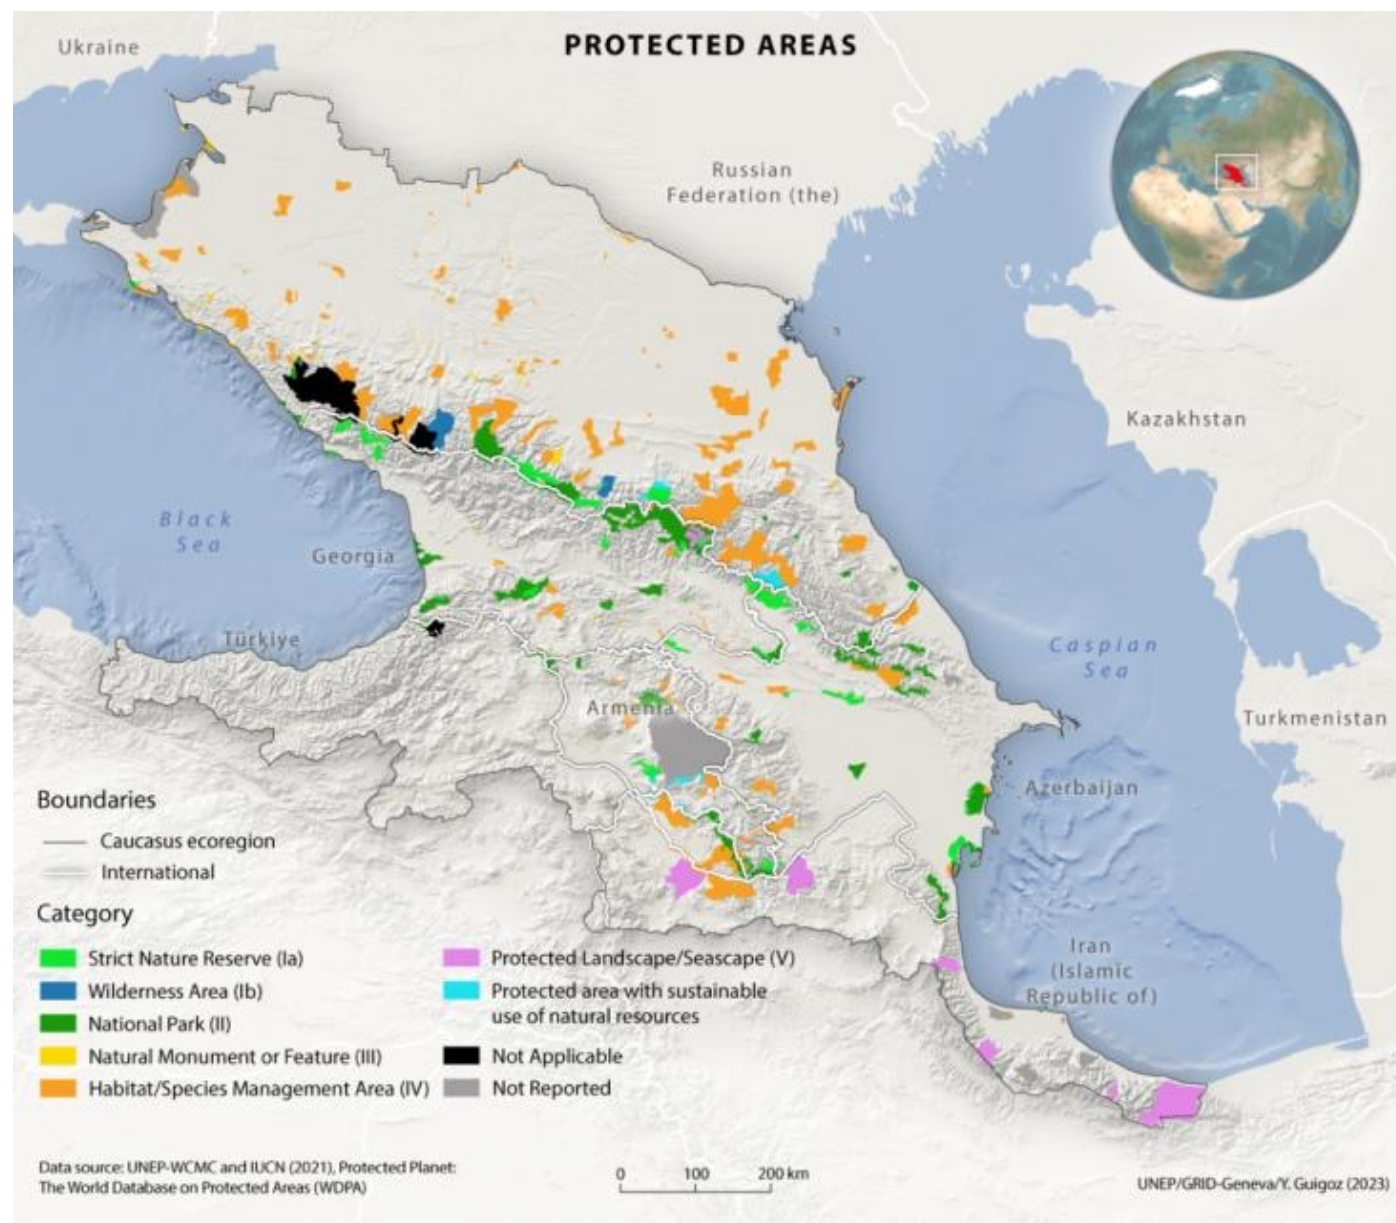 PROTECTED AREAS
Ukraine
Russian
Federation (the)
Kazakhstan
Black
Sea
Georgia
Türkiye
Caspian
Sea
Armenia
Turkmenistan
Azerbaijan
Iran
(Islamic
Republic of)
Boundaries
Caucasus ecoregion
International
Category
Strict Nature Reserve (Ia)
Wilderness Area (Ib)
National Park (II)
Natural Monument or Feature (III)
Habitat/Species Management Area (IV)
Protected Landscape/Seascape (V)
Protected area with sustainable
use of natural resources
Not Applicable
Not Reported
Data source: UNEP-WCMC and IUCN (2021), Protected Planet:
The World Database on Protected Areas (WDPA)
0 100 200 km
UNEP/GRID-Geneva/Y. Guigoz (2023)